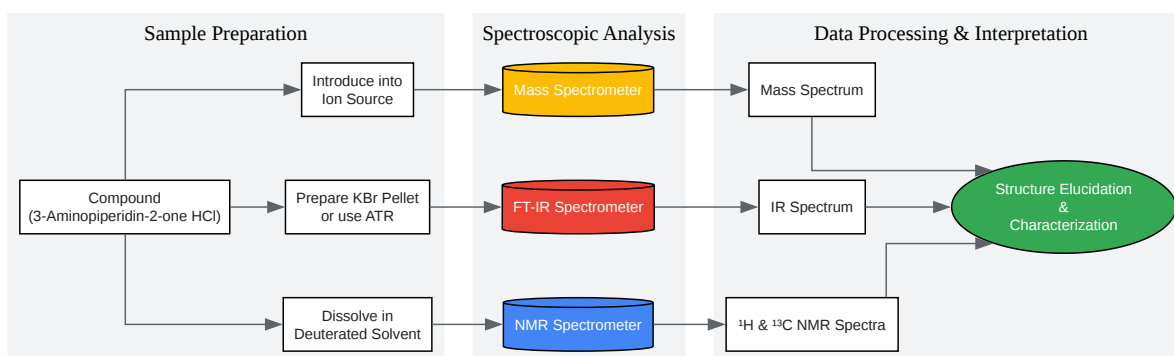 Sample Preparation
Spectroscopic Analysis
Data Processing & Interpretation
Introduce into
Ion Source
Mass Spectrometer
Mass Spectrum
Compound
(3-Aminopiperidin-2-one HCl)
Prepare KBr Pellet
or use ATR
FT-IR Spectrometer
IR Spectrum
Structure Elucidation
&
Characterization
Dissolve in
Deuterated Solvent
NMR Spectrometer
¹H & ¹³C NMR Spectra